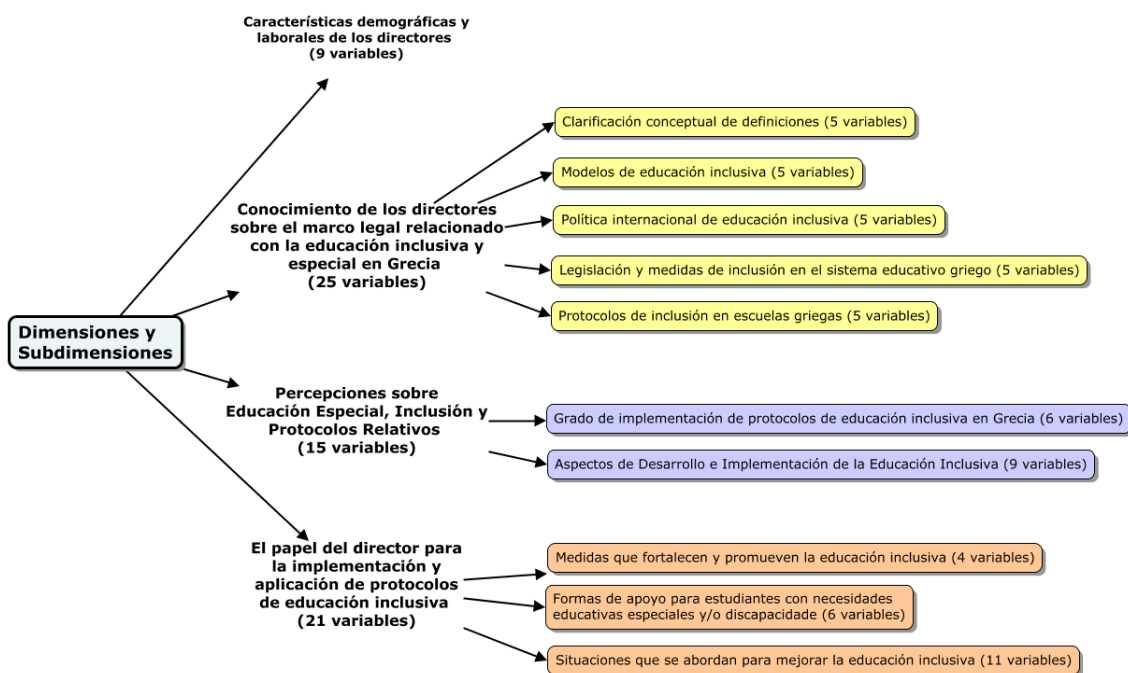 Características demográficas y
laborales de los directores
(9 variables)
Clarificación conceptual de definiciones (5 variables)
Modelos de educación inclusiva (5 variables)
Conocimiento de los directores
sobre el marco legal relacionado
con la educación inclusiva y
especial en Grecia
(25 variables)
Política internacional de educación inclusiva (5 variables)
Legislación y medidas de inclusión en el sistema educativo griego (5 variables)
Protocolos de inclusión en escuelas griegas (5 variables)
Dimensiones y
Subdimensiones
Percepciones sobre
Educación Especial, Inclusión y
Protocolos Relativos
(15 variables)
Grado de implementación de protocolos de educación inclusiva en Grecia (6 variables)
Aspectos de Desarrollo e Implementación de la Educación Inclusiva (9 variables)
El papel del director para
la implementación y
aplicación de protocolos
de educación inclusiva
(21 variables)
Medidas que fortalecen y promueven la educación inclusiva (4 variables)
Formas de apoyo para estudiantes con necesidades
educativas especiales y/o discapacidade (6 variables)
Situaciones que se abordan para mejorar la educación inclusiva (11 variables)